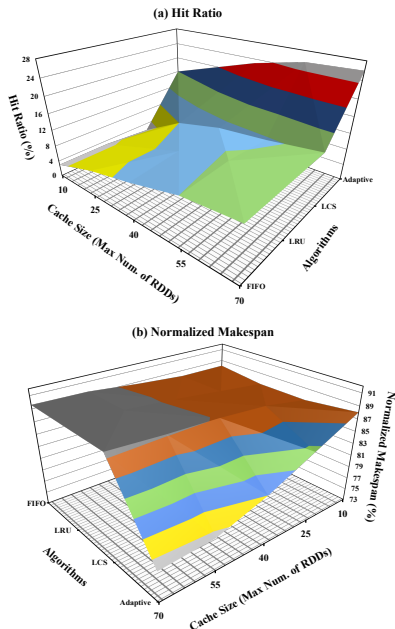 (a) Hit Ratio
28
24
20
16
12
8
4
0
Hit Ratio (%)
10
25
40
55
70
Cache Size (Max Num. of RDDs)
FIFO
LRU
LCS
Adaptive
Algorithms
(b) Normalized Makespan
91
89
87
85
83
81
79
77
75
73
Normalized Makespan (%)
FIFO
LRU
LCS
Adaptive
Algorithms
70
55
40
25
10
Cache Size (Max Num. of RDDs)